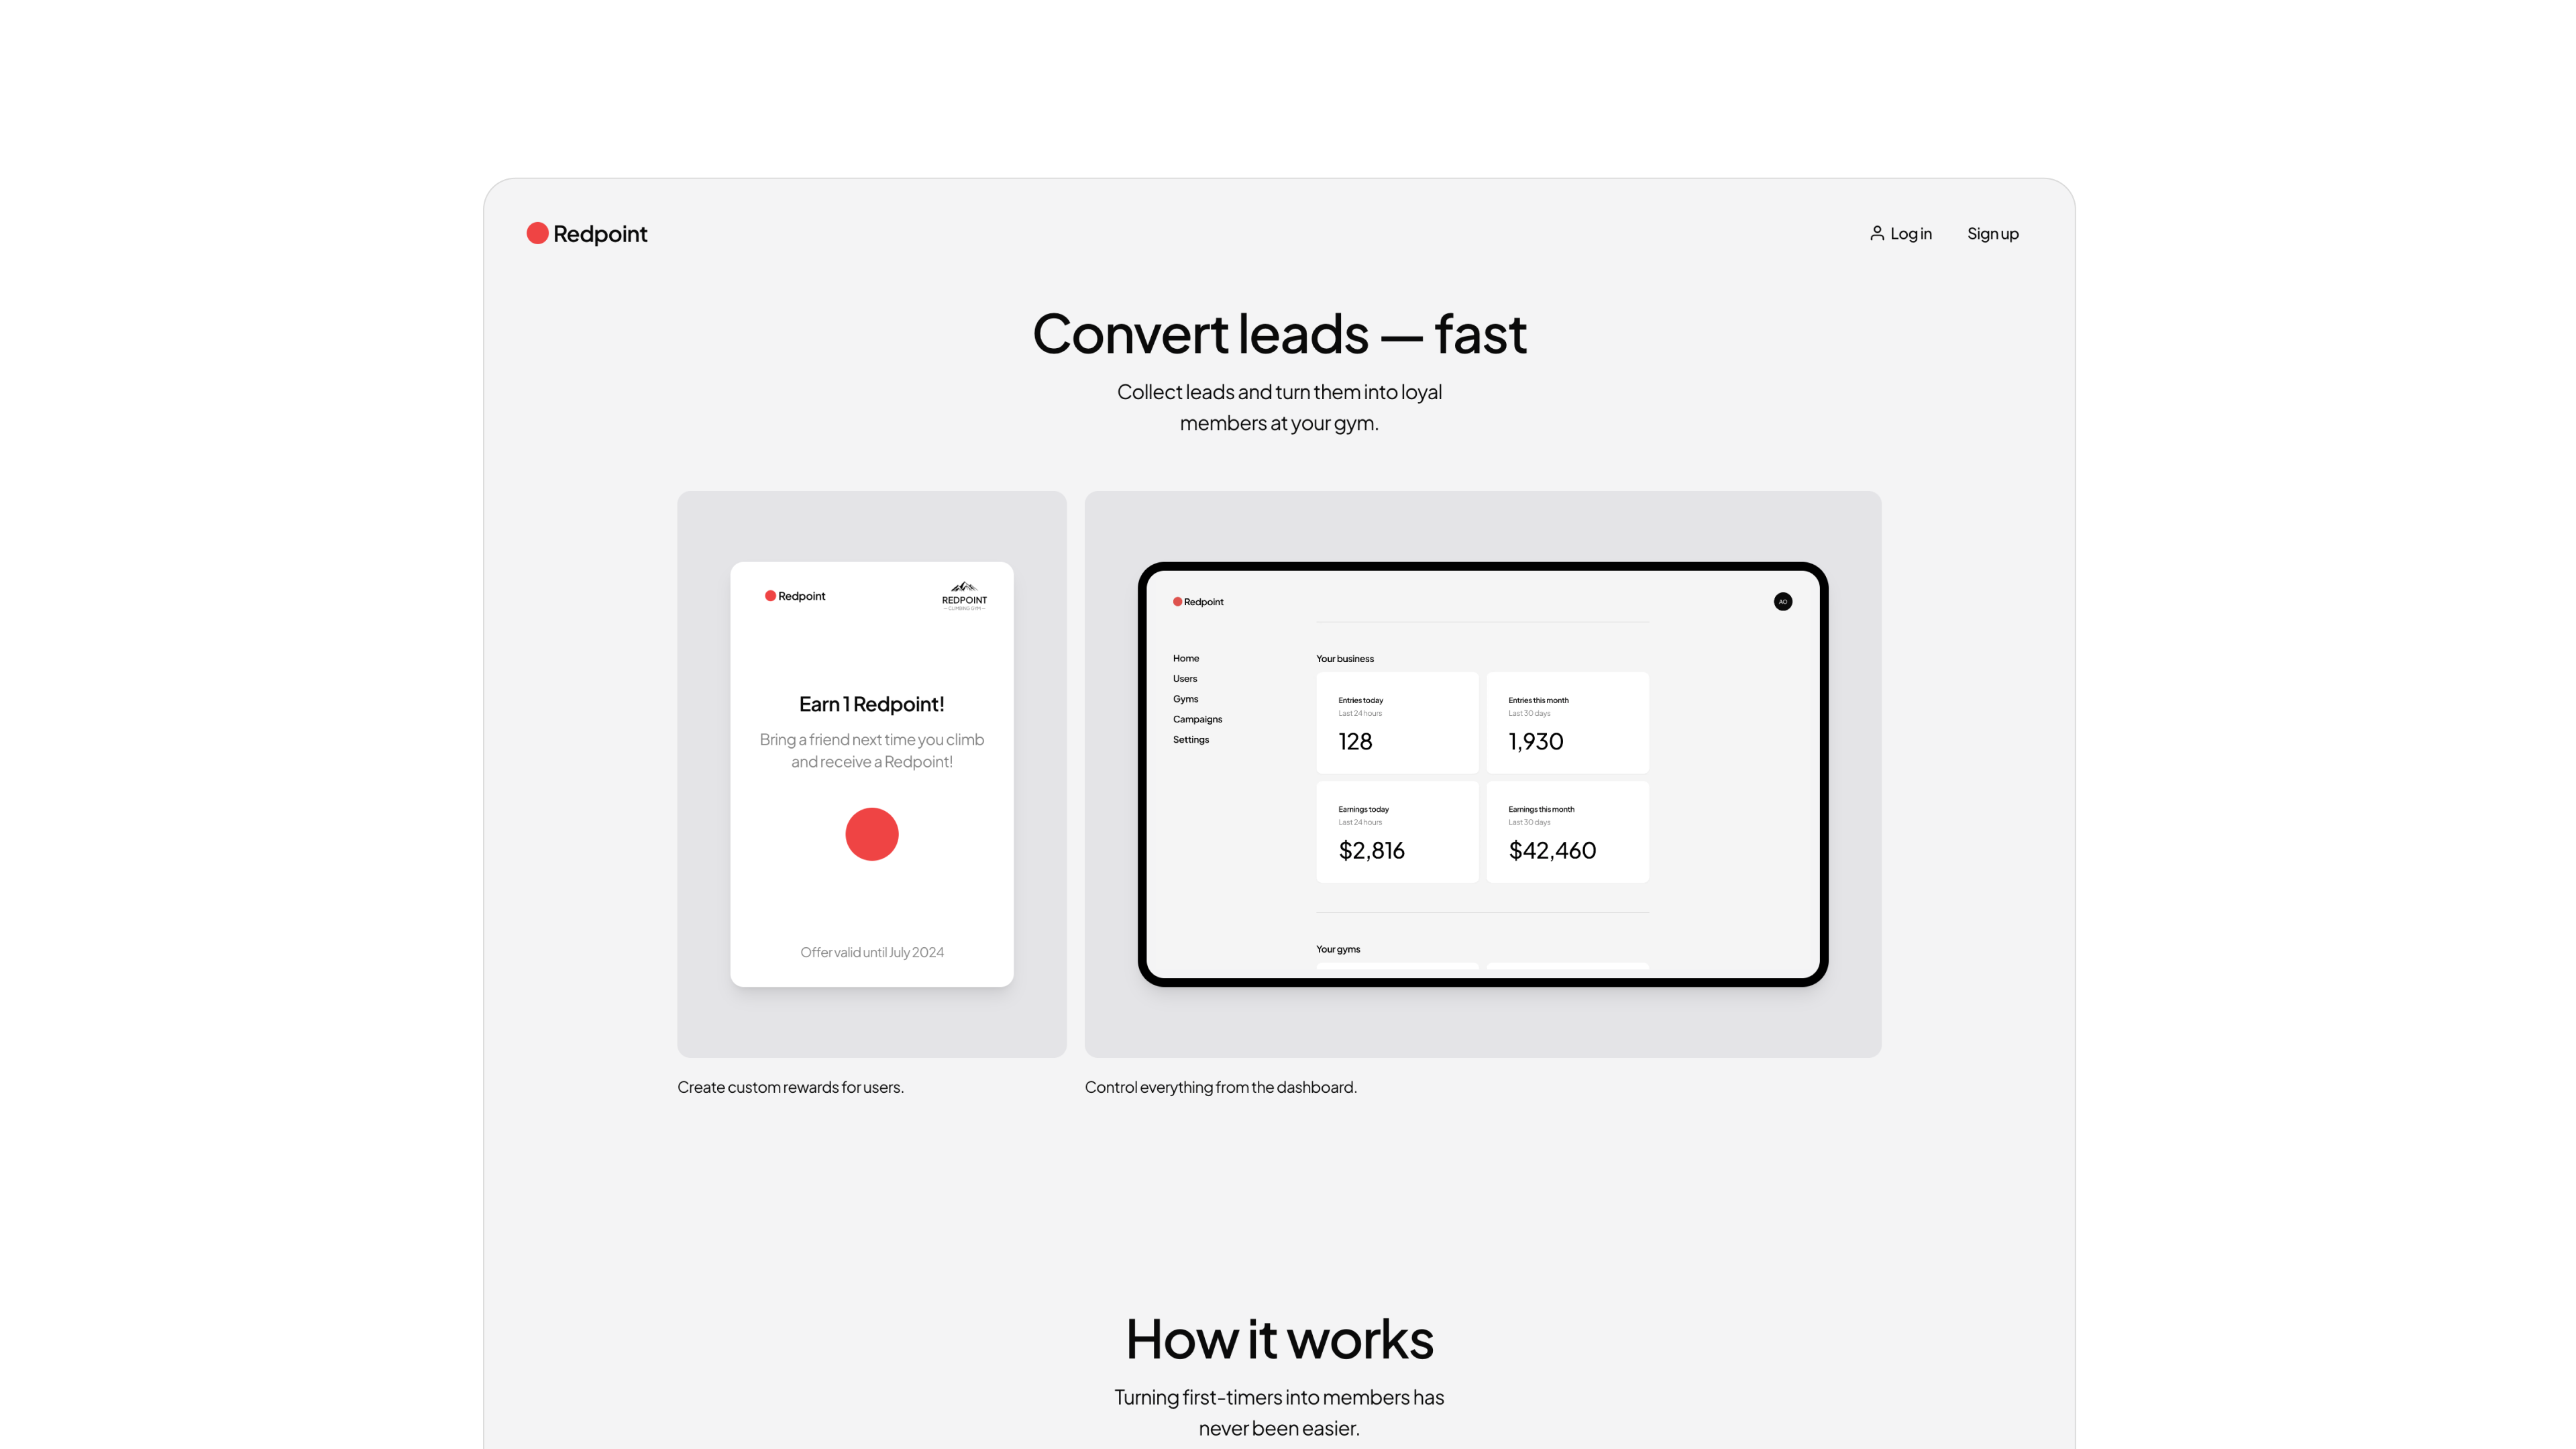 Redpoint
Log in
Sign up
Convert leads — fast
Collect leads and turn them into loyal
members at your gym.
Redpoint
REDPOINT
— CLIMBING GYM —
Earn 1 Redpoint!
Bring a friend next time you climb
and receive a Redpoint!
Offer valid until July 2024
Create custom rewards for users.
Redpoint
AO
Home
Users
Gyms
Campaigns
Settings
Your business
Entries today
Last 24 hours
128
Entries this month
Last 30 days
1,930
Earnings today
Last 24 hours
$2,816
Earnings this month
Last 30 days
$42,460
Your gyms
Control everything from the dashboard.
How it works
Turning first-timers into members has
never been easier.